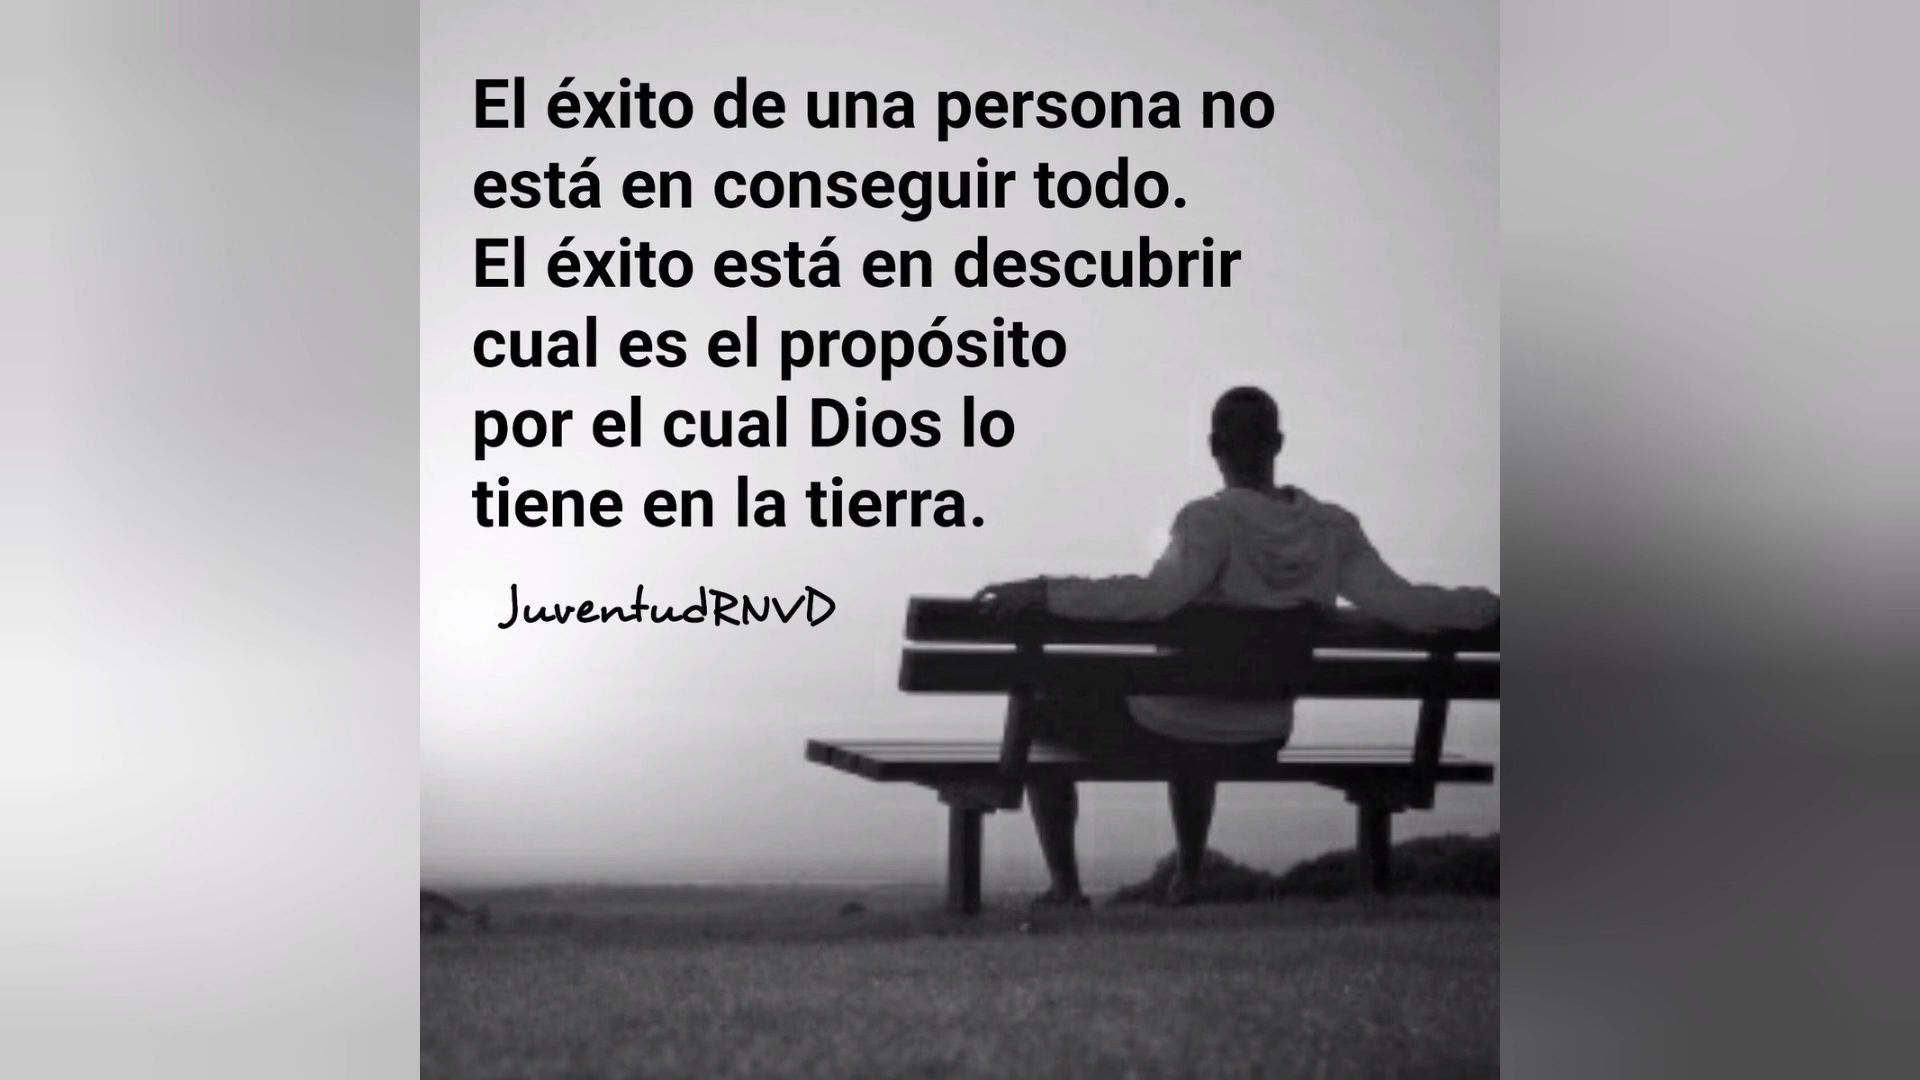 El éxito de una persona no
está en conseguir todo.
El éxito está en descubrir
cual es el propósito
por el cual Dios lo
tiene en la tierra.
JuventudRNVD